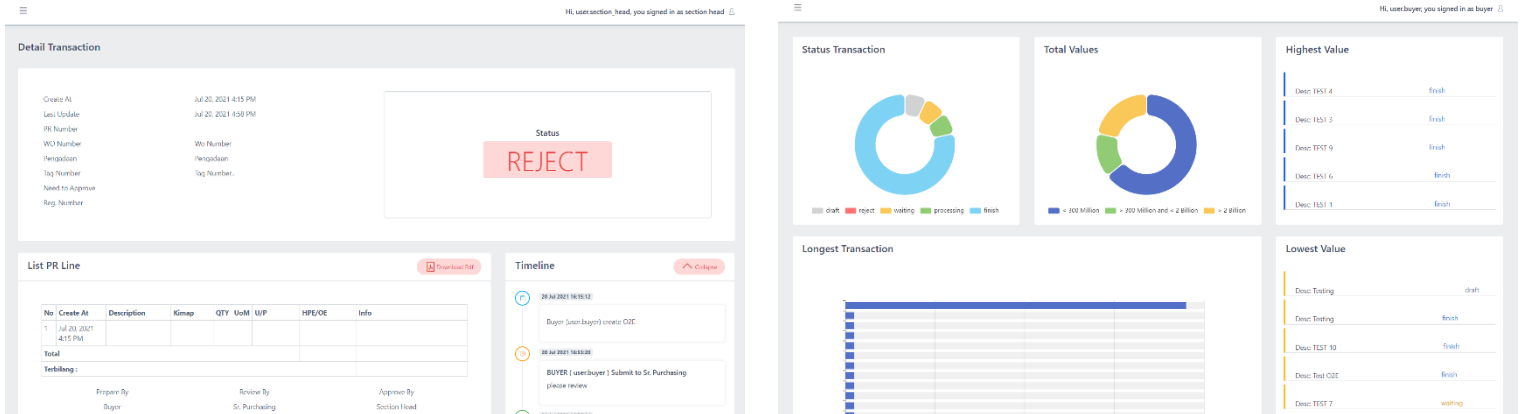 Hi, user.section_head, you signed in as section head
Detail Transaction
Create At Jul 20, 2021 4:15 PM
Last Update Jul 20, 2021 4:58 PM
PR Number
WO Number Wo Number
Pengadaan Pengadaan
Tag Number Tag Number..
Need to Approve
Reg. Number
Status
REJECT
List PR Line
Download Pdf
No Create At Description Kimap QTY UoM U/P HPE/OE Info
1 Jul 20, 2021
4:15 PM
Total
Terbilang :
Prepare By Review By Approve By
Buyer Sr. Purchasing Section Head
Timeline
Collapse
20 Jul 2021 16:15:12
Buyer (user.buyer) create O2E
20 Jul 2021 16:53:20
BUYER ( user.buyer ) Submit to Sr. Purchasing
please review
Hi, user.buyer, you signed in as buyer
Status Transaction
draft reject waiting processing finish
Total Values
< 300 Million > 300 Million and < 2 Billion > 2 Billion
Highest Value
Desc: TEST 4 finish
Desc: TEST 3 finish
Desc: TEST 9 finish
Desc: TEST 6 finish
Desc: TEST 1 finish
Longest Transaction
Lowest Value
Desc: Testing draft
Desc: Testing finish
Desc: TEST 10 finish
Desc: Test O2E finish
Desc: TEST 7 waiting